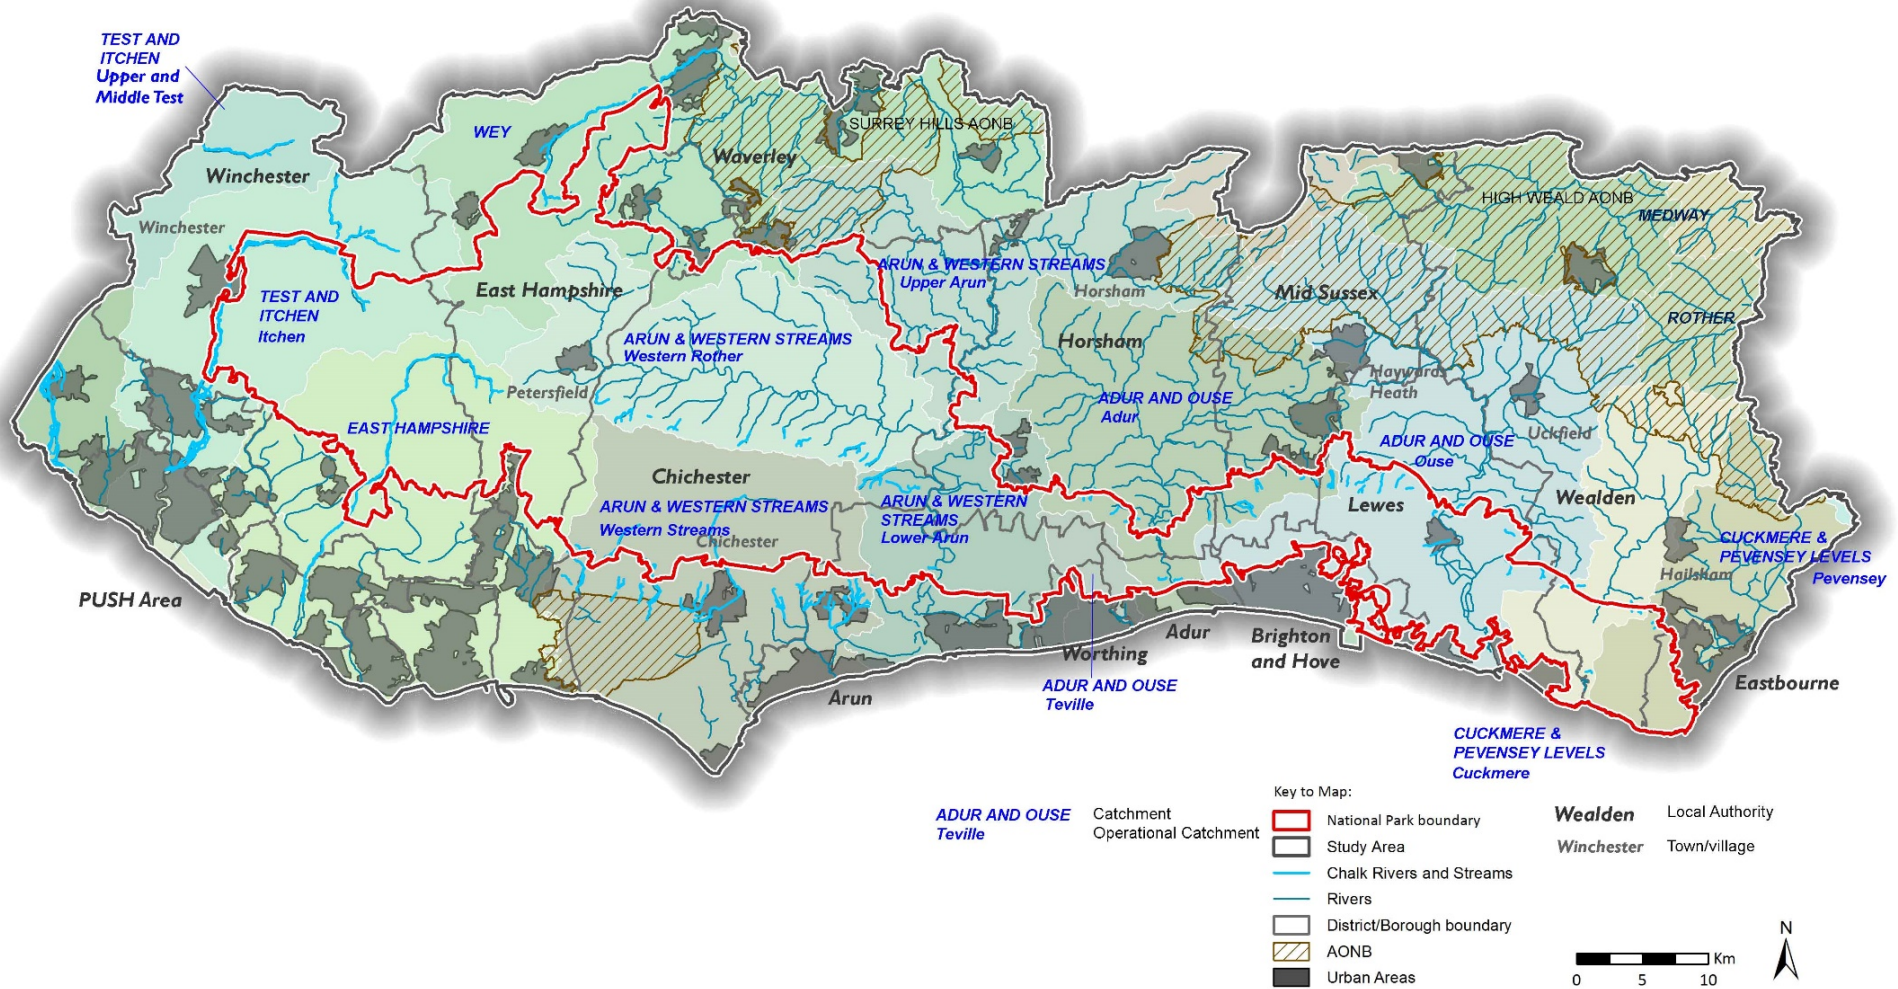 TEST AND
ITCHEN
Upper and
Middle Test
WEY
SURREY HILLS AONB
Waverley
Winchester
Winchester
HIGH WEALD AONB
MEDWAY
ARUN & WESTERN STREAMS
Upper Arun
East Hampshire
Horsham
Mid Sussex
TEST AND
ITCHEN
Itchen
ROTHER
ARUN & WESTERN STREAMS
Western Rother
Horsham
Haywards
Heath
Petersfield
ADUR AND OUSE
Adur
EAST HAMPSHIRE
ADUR AND OUSE
Ouse
Uckfield
Chichester
ARUN & WESTERN STREAMS
Western Streams
Chichester
ARUN & WESTERN
STREAMS
Lower Arun
Lewes
Wealden
CUCKMERE &
PEVENSEY LEVELS
Pevensey
Hailsham
PUSH Area
Adur
Brighton
and Hove
Worthing
Arun
ADUR AND OUSE
Teville
Eastbourne
CUCKMERE &
PEVENSEY LEVELS
Cuckmere
ADUR AND OUSE Catchment
Teville Operational Catchment
Key to Map:
National Park boundary
Study Area
Chalk Rivers and Streams
Rivers
District/Borough boundary
AONB
Urban Areas
Wealden Local Authority
Winchester Town/village
Km
0 5 10
N